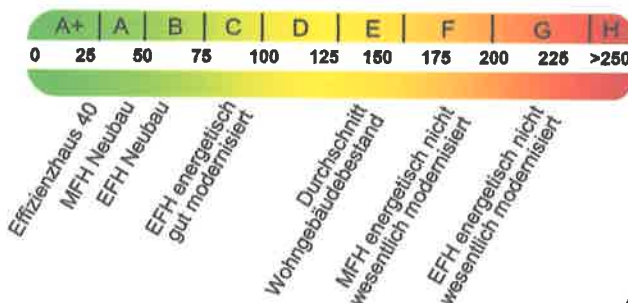 A+ A B C D E F G H
0 25 50 75 100 125 150 175 200 225 >250
Effizienzhaus 40
MFH Neubau
EFH Neubau
EFH energetisch
gut modernisiert
Durchschnitt
Wohngebäudebestand
MFH energetisch nicht
wesentlich modernisiert
EFH energetisch nicht
wesentlich modernisiert